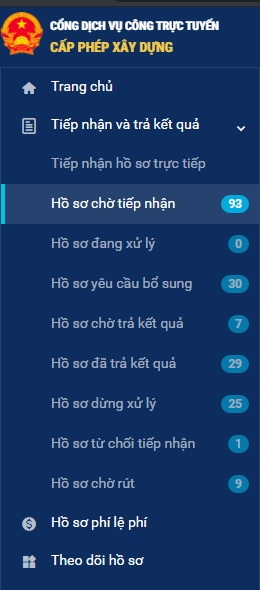 CỔNG DỊCH VỤ CÔNG TRỰC TUYẾN
CẤP PHÉP XÂY DỰNG
Trang chủ
Tiếp nhận và trả kết quả
Tiếp nhận hồ sơ trực tiếp
Hồ sơ chờ tiếp nhận 93
Hồ sơ đang xử lý 0
Hồ sơ yêu cầu bổ sung 30
Hồ sơ chờ trả kết quả 7
Hồ sơ đã trả kết quả 29
Hồ sơ dừng xử lý 25
Hồ sơ từ chối tiếp nhận 1
Hồ sơ chờ rút 9
Hồ sơ phí lệ phí
Theo dõi hồ sơ